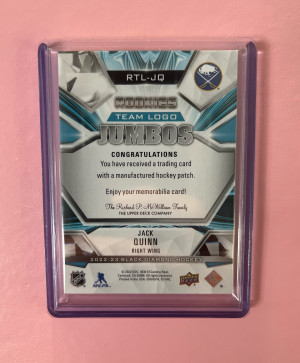 RTL-JQ
ROOKIES
TEAM LOGO
JUMBOS
CONGRATULATIONS
You have received a trading card
with a manufactured hockey patch.
Enjoy your memorabilia card!
The Richard P. McWilliam Family
THE UPPER DECK COMPANY
JACK
QUINN
RIGHT WING
2022-23 BLACK DIAMOND HOCKEY